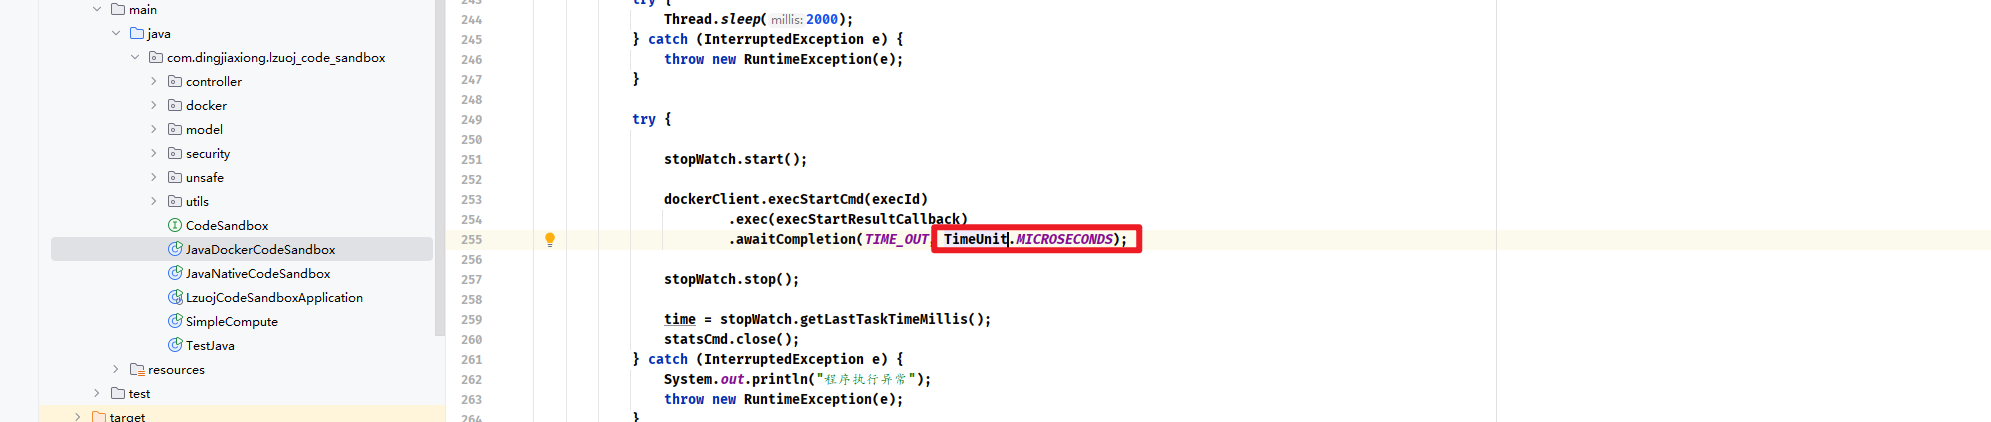 main
java
com.dingjiaxiong.lzuoj_code_sandbox
controller
docker
model
security
unsafe
utils
CodeSandbox
JavaDockerCodeSandbox
JavaNativeCodeSandbox
LzuojCodeSandboxApplication
SimpleCompute
TestJava
resources
test
target
243 try {
244 Thread.sleep( millis: 2000);
245 } catch (InterruptedException e) {
246 throw new RuntimeException(e);
247 }
248
249 try {
250
251 stopWatch.start();
252
253 dockerClient.execStartCmd(execId)
254 .exec(execStartResultCallback)
255 .awaitCompletion(TIME_OUT, TimeUnit.MICROSECONDS);
256
257 stopWatch.stop();
258
259 time = stopWatch.getLastTaskTimeMillis();
260 statsCmd.close();
261 } catch (InterruptedException e) {
262 System.out.println("程序执行异常");
263 throw new RuntimeException(e);
264 }